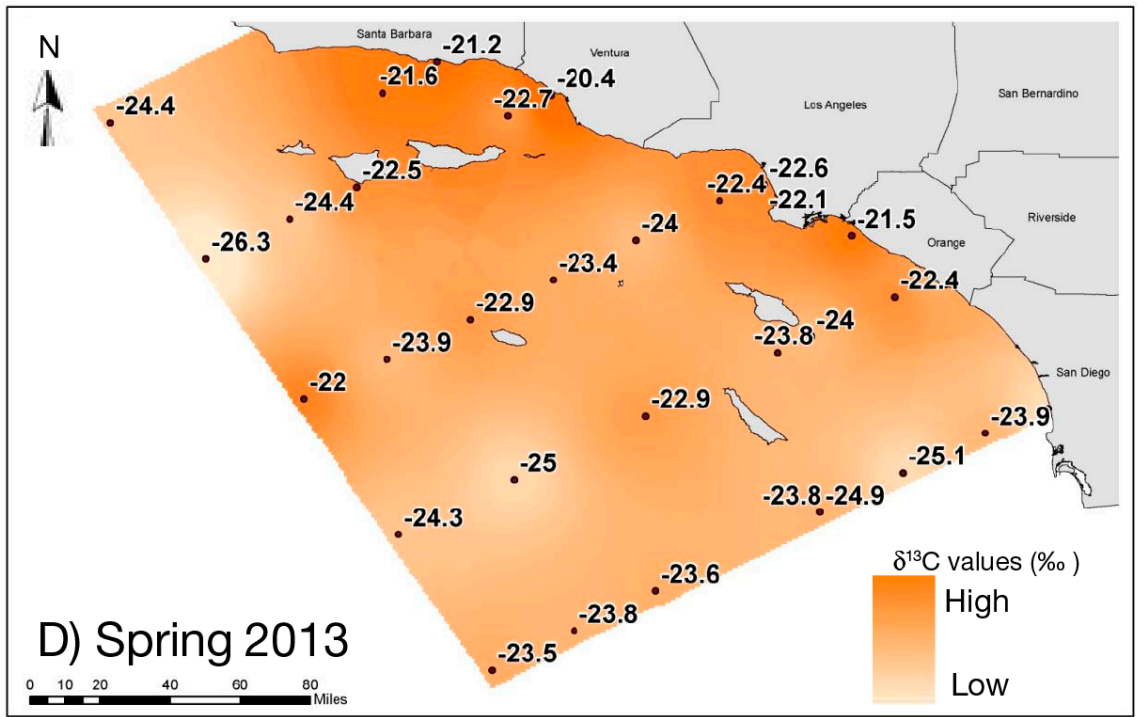 Santa Barbara
N
-21.2
Ventura
-21.6
-20.4
San Bernardino
-24.4
-22.7
Los Angeles
-22.5
-22.6
-22.4
-22.1
-24.4
-24
-21.5
Riverside
-26.3
Orange
-23.4
-22.4
-22.9
-24
-23.9
-23.8
-22
San Diego
-22.9
-23.9
-25
-25.1
-23.8
-24.9
-24.3
δ¹³C values (‰ )
-23.6
High
-23.8
D) Spring 2013
-23.5
Low
0 10 20 40 60 80
Miles